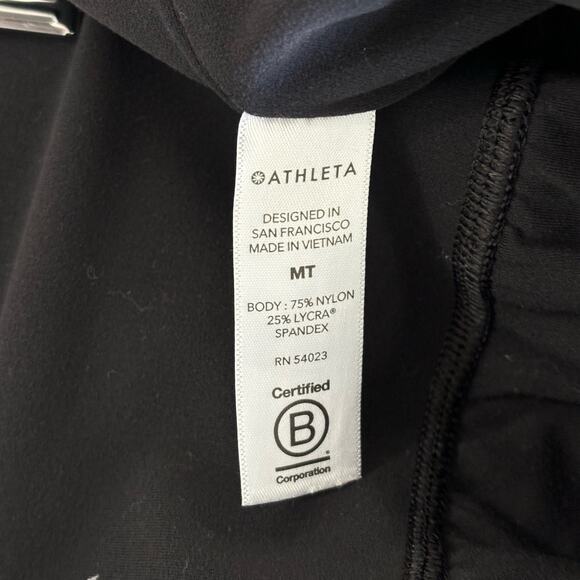 ATHLETA
DESIGNED IN
SAN FRANCISCO
MADE IN VIETNAM
MT
BODY : 75% NYLON
25% LYCRA®
SPANDEX
RN 54023
Certified
B
®
Corporation